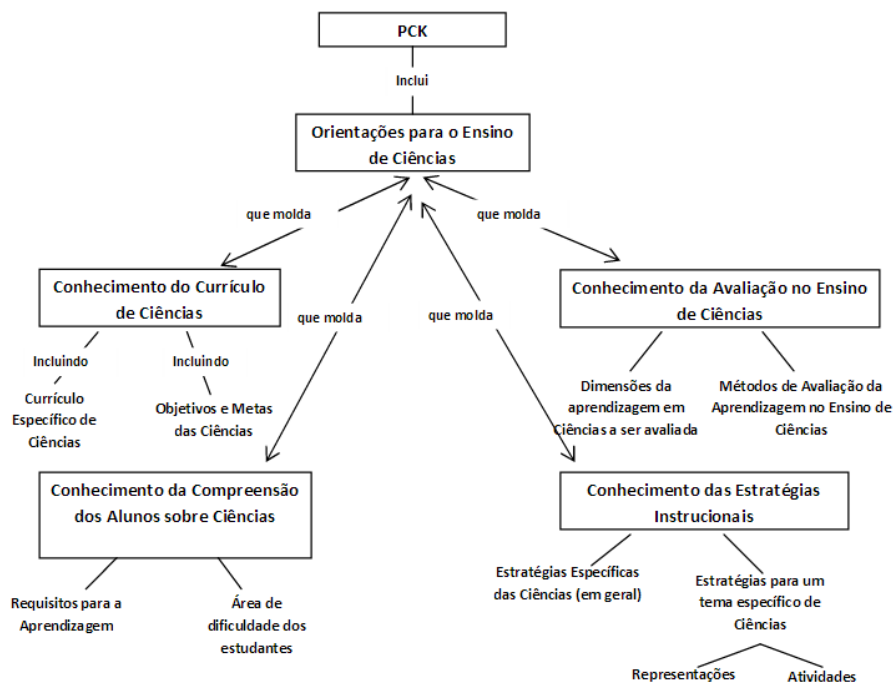 PCK
Inclui
Orientações para o Ensino
de Ciências
que molda
que molda
Conhecimento do Currículo
de Ciências
Conhecimento da Avaliação no Ensino
de Ciências
que molda
que molda
Incluindo
Incluindo
Currículo
Específico de
Ciências
Objetivos e Metas
das Ciências
Dimensões da
aprendizagem em
Ciências a ser avaliada
Métodos de Avaliação da
Aprendizagem no Ensino de
Ciências
Conhecimento da Compreensão
dos Alunos sobre Ciências
Conhecimento das Estratégias
Instrucionais
Requisitos para a
Aprendizagem
Área de
dificuldade dos
estudantes
Estratégias Específicas
das Ciências (em geral)
Estratégias para um
tema específico de
Ciências
Representações
Atividades